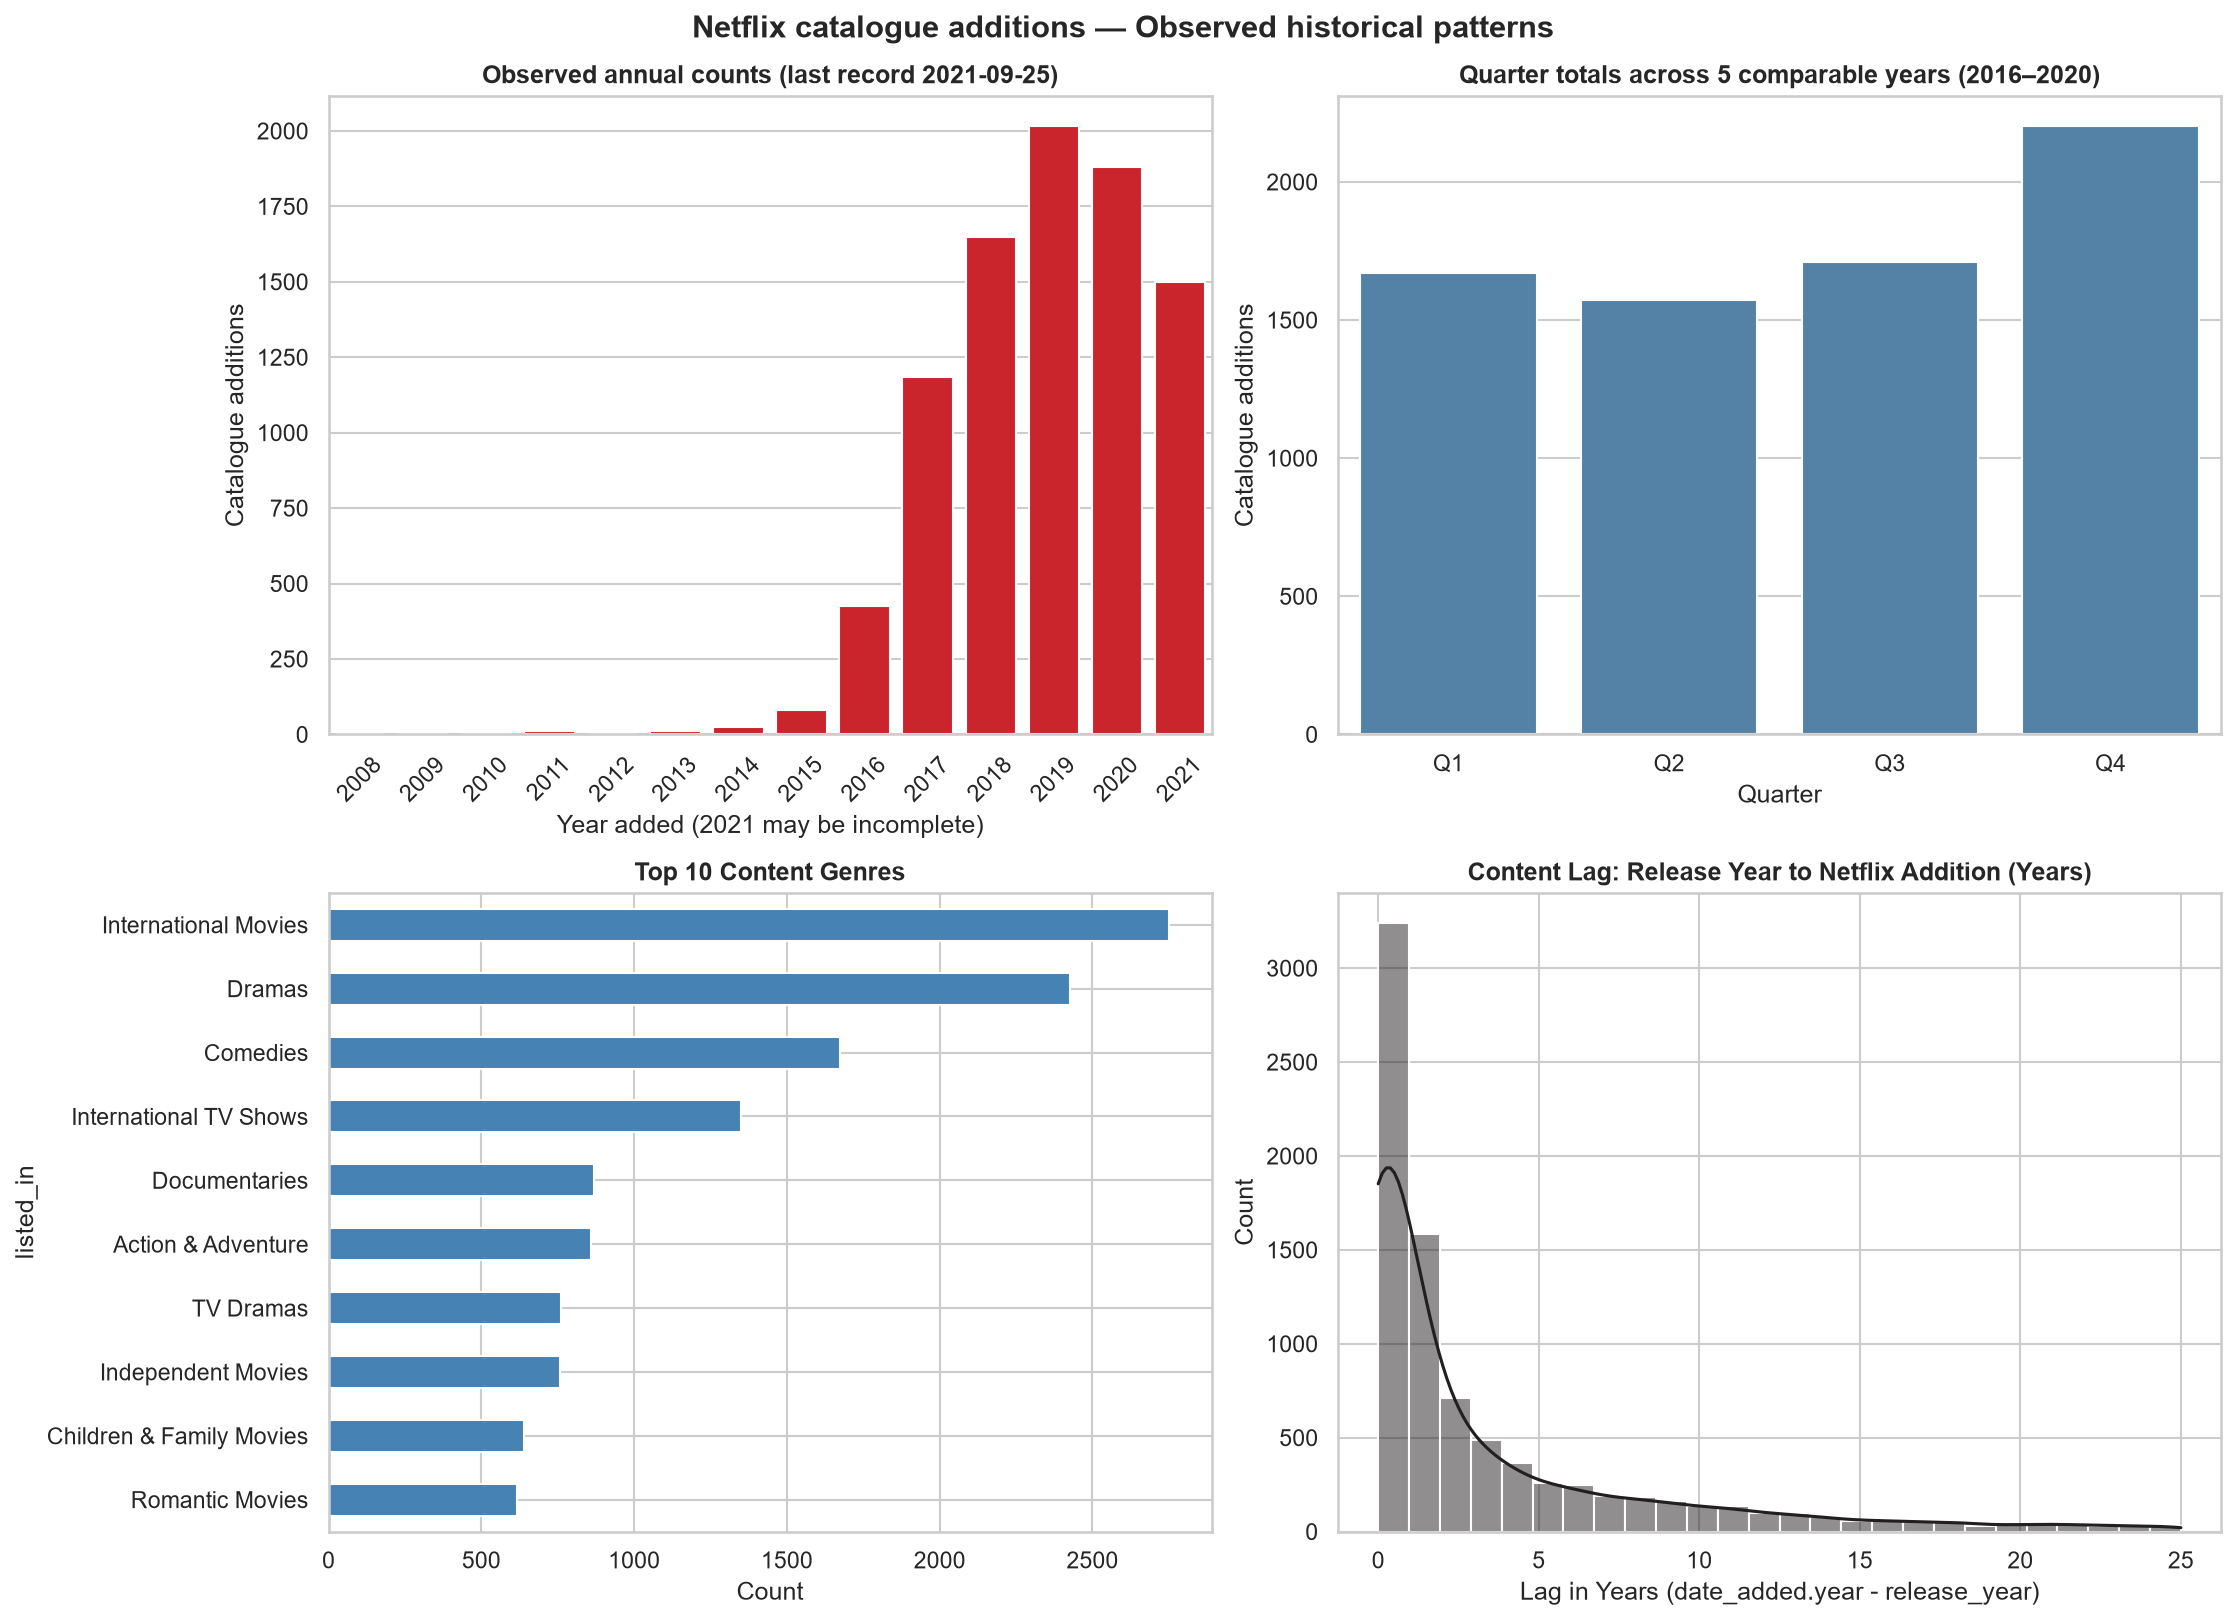 Netflix catalogue additions — Observed historical patterns
Observed annual counts (last record 2021-09-25)
Catalogue additions
2000
1750
1500
1250
1000
750
500
250
0
2008 2009 2010 2011 2012 2013 2014 2015 2016 2017 2018 2019 2020 2021
Year added (2021 may be incomplete)
Quarter totals across 5 comparable years (2016–2020)
Catalogue additions
2000
1500
1000
500
0
Q1 Q2 Q3 Q4
Quarter
Top 10 Content Genres
listed_in
International Movies
Dramas
Comedies
International TV Shows
Documentaries
Action & Adventure
TV Dramas
Independent Movies
Children & Family Movies
Romantic Movies
0 500 1000 1500 2000 2500
Count
Content Lag: Release Year to Netflix Addition (Years)
Count
3000
2500
2000
1500
1000
500
0
0 5 10 15 20 25
Lag in Years (date_added.year - release_year)